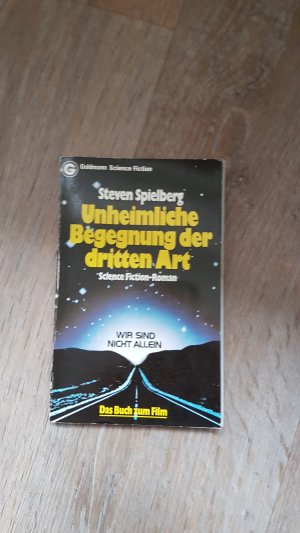 G Goldmann Science Fiction
Steven Spielberg
Unheimliche
Begegnung der
dritten Art
Science Fiction-Roman
WIR SIND
NICHT ALLEIN
Das Buch zum Film